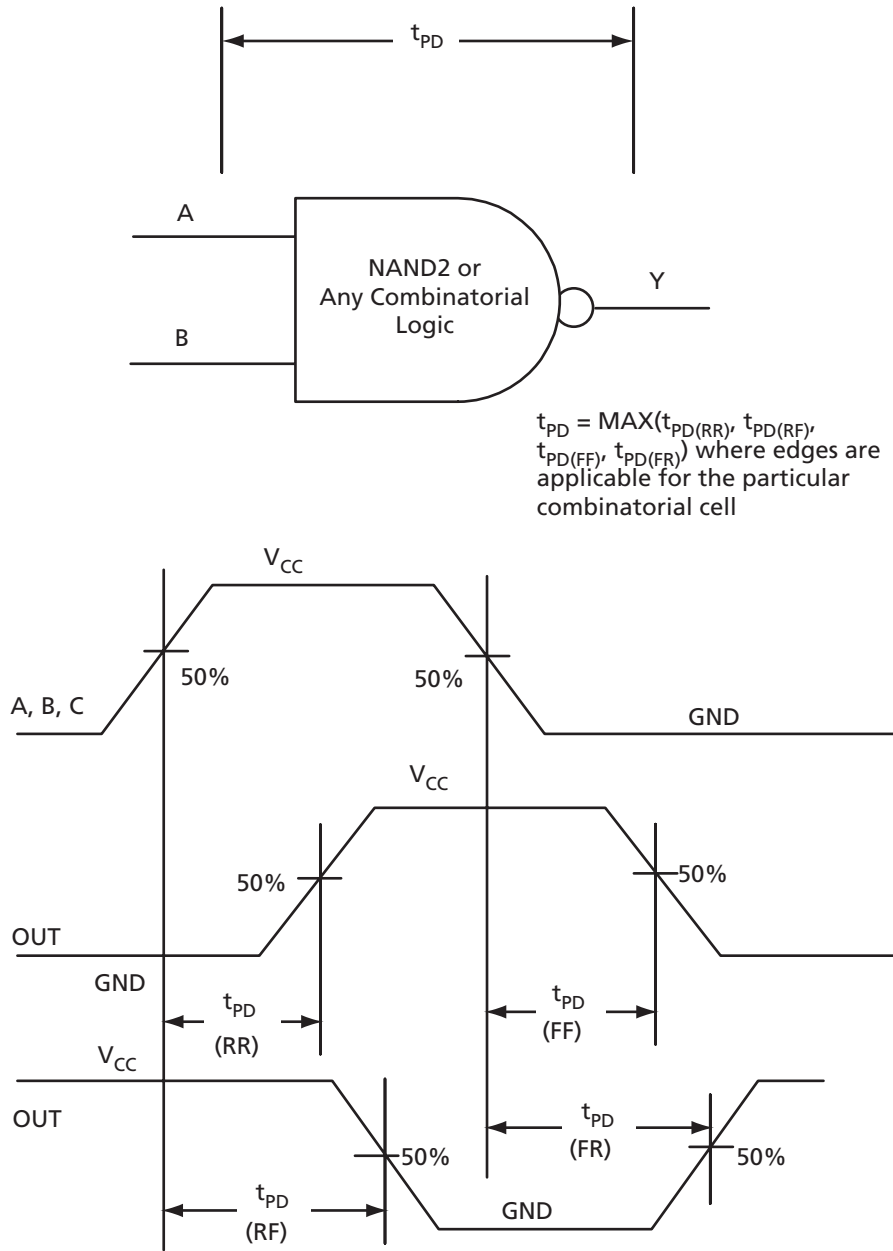 tPD
A
NAND2 or
Any Combinatorial
Logic
Y
B
tPD = MAX(tPD(RR), tPD(RF),
tPD(FF), tPD(FR)) where edges are
applicable for the particular
combinatorial cell
VCC
50%
50%
A, B, C
GND
VCC
50%
50%
OUT
GND
tPD
(RR)
tPD
(FF)
VCC
OUT
tPD
(FR)
50%
50%
tPD
(RF)
GND